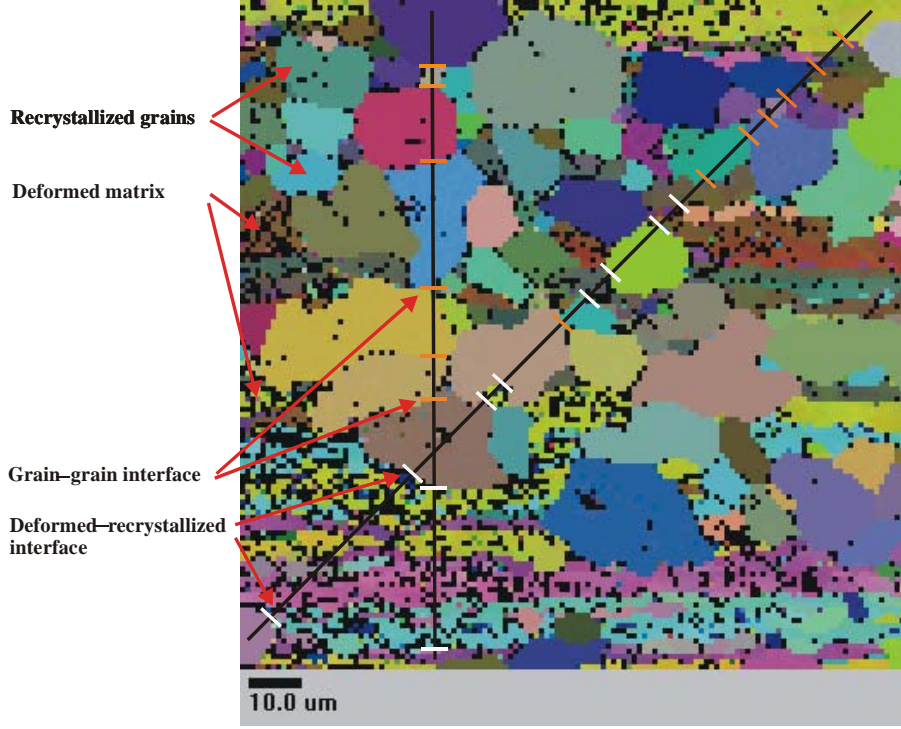 Recrystallized grains
Deformed matrix
Grain–grain interface
Deformed–recrystallized
interface
10.0 um